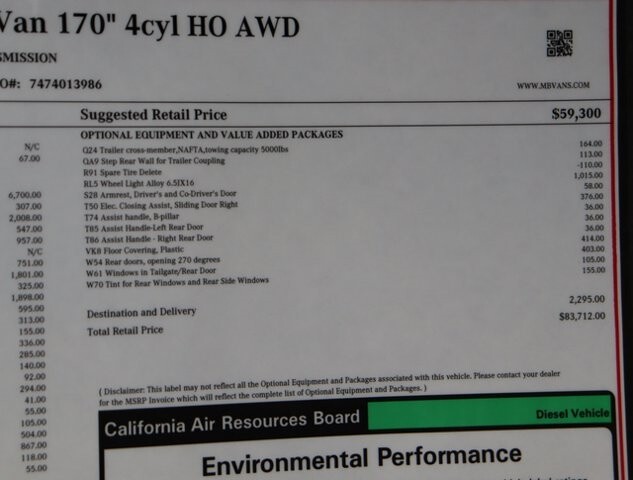 Van 170" 4cyl HO AWD
SMISSION
O#: 7474013986
WWW.MBVANS.COM
Suggested Retail Price $59,300
OPTIONAL EQUIPMENT AND VALUE ADDED PACKAGES
N/C Q24 Trailer cross-member,NAFTA,towing capacity 5000lbs 164.00
67.00 QA9 Step Rear Wall for Trailer Coupling 113.00
R91 Spare Tire Delete -110.00
RL5 Wheel Light Alloy 6.5JX16 1,015.00
6,700.00 S28 Armrest, Driver's and Co-Driver's Door 58.00
307.00 T50 Elec. Closing Assist, Sliding Door Right 376.00
2,008.00 T74 Assist handle, B-pillar 36.00
547.00 T85 Assist Handle-Left Rear Door 36.00
957.00 T86 Assist Handle - Right Rear Door 36.00
N/C VK8 Floor Covering, Plastic 414.00
751.00 W54 Rear doors, opening 270 degrees 403.00
1,801.00 W61 Windows in Tailgate/Rear Door 105.00
325.00 W70 Tint for Rear Windows and Rear Side Windows 155.00
1,898.00
595.00 Destination and Delivery 2,295.00
313.00
155.00 Total Retail Price $83,712.00
336.00
285.00
140.00
92.00
294.00 ( Disclaimer: This label may not reflect all the Optional Equipment and Packages associated with this vehicle. Please contact your dealer
41.00 for the MSRP Invoice which will reflect the complete list of Optional Equipment and Packages. )
55.00
105.00 California Air Resources Board Diesel Vehicle
504.00
867.00
118.00 Environmental Performance
55.00